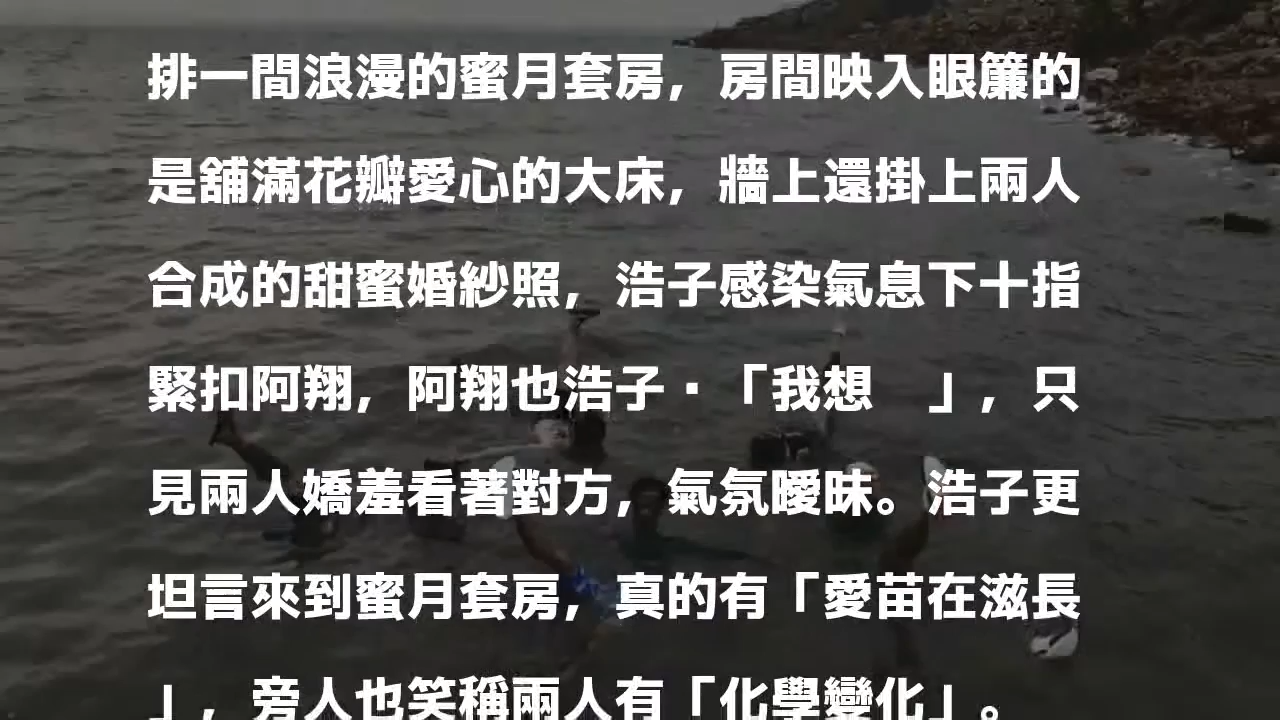 排一間浪漫的蜜月套房，房間映入眼簾的
是舖滿花瓣愛心的大床，牆上還掛上兩人
合成的甜蜜婚紗照，浩子感染氣息下十指
緊扣阿翔，阿翔也浩子·「我想　」，只
見兩人嬌羞看著對方，氣氛曖昧。浩子更
坦言來到蜜月套房，真的有「愛苗在滋長
」，旁人也笑稱兩人有「化學變化」。